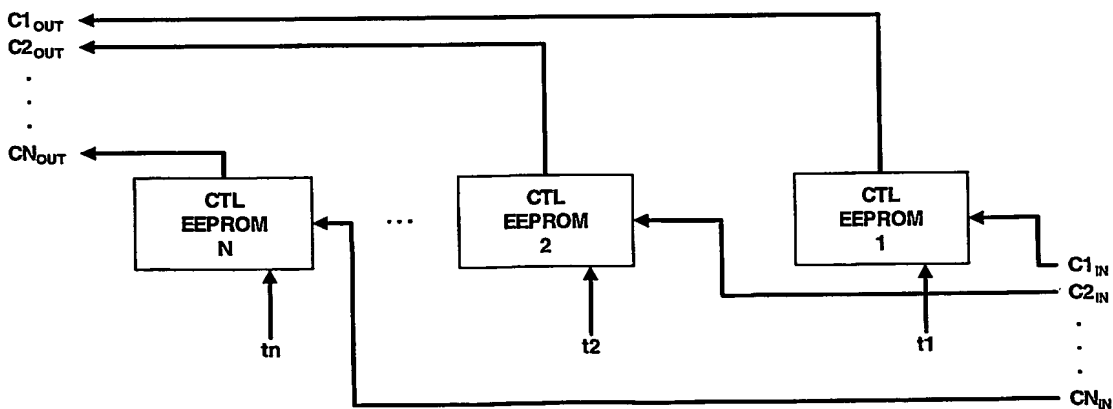 C1OUT
C2OUT
.
.
.
CNOUT
CTL
EEPROM
N
...
CTL
EEPROM
2
CTL
EEPROM
1
C1IN
C2IN
.
.
.
CNIN
tn
t2
t1